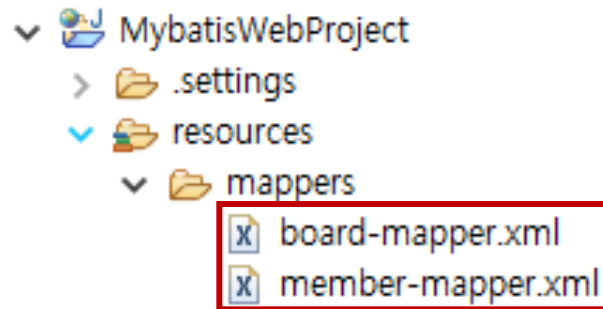 MybatisWebProject
.settings
resources
mappers
board-mapper.xml
member-mapper.xml